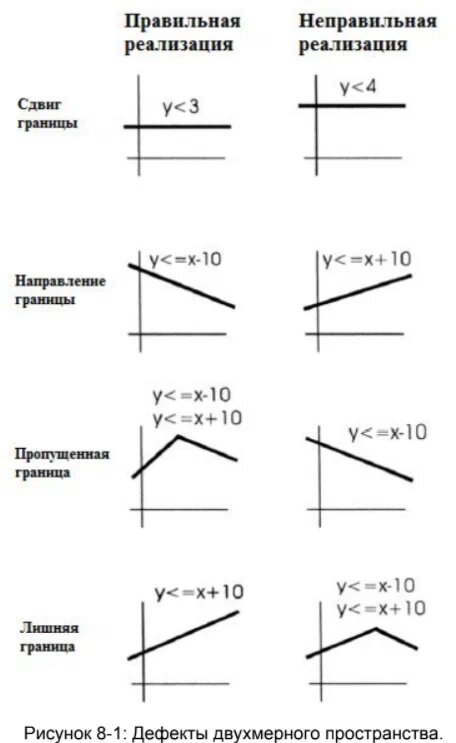 Правильная
реализация
Неправильная
реализация
Сдвиг
границы
y<3
y<4
Направление
границы
y<=x-10
y<=x+10
Пропущенная
граница
y<=x-10
y<=x+10
y<=x-10
Лишняя
граница
y<=x+10
y<=x-10
y<=x+10
Рисунок 8-1: Дефекты двухмерного пространства.